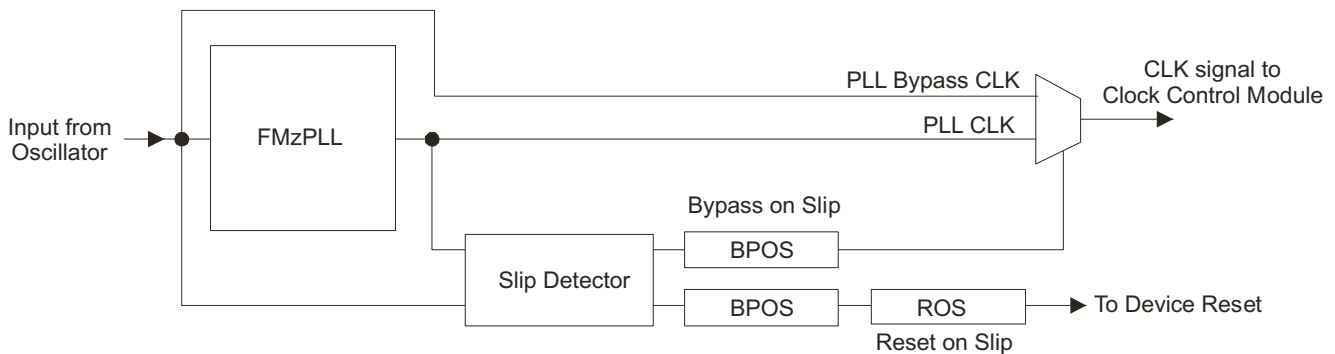 PLL Bypass CLK
CLK signal to
Clock Control Module
Input from
Oscillator
FMzPLL
PLL CLK
Bypass on Slip
BPOS
Slip Detector
BPOS
ROS
To Device Reset
Reset on Slip